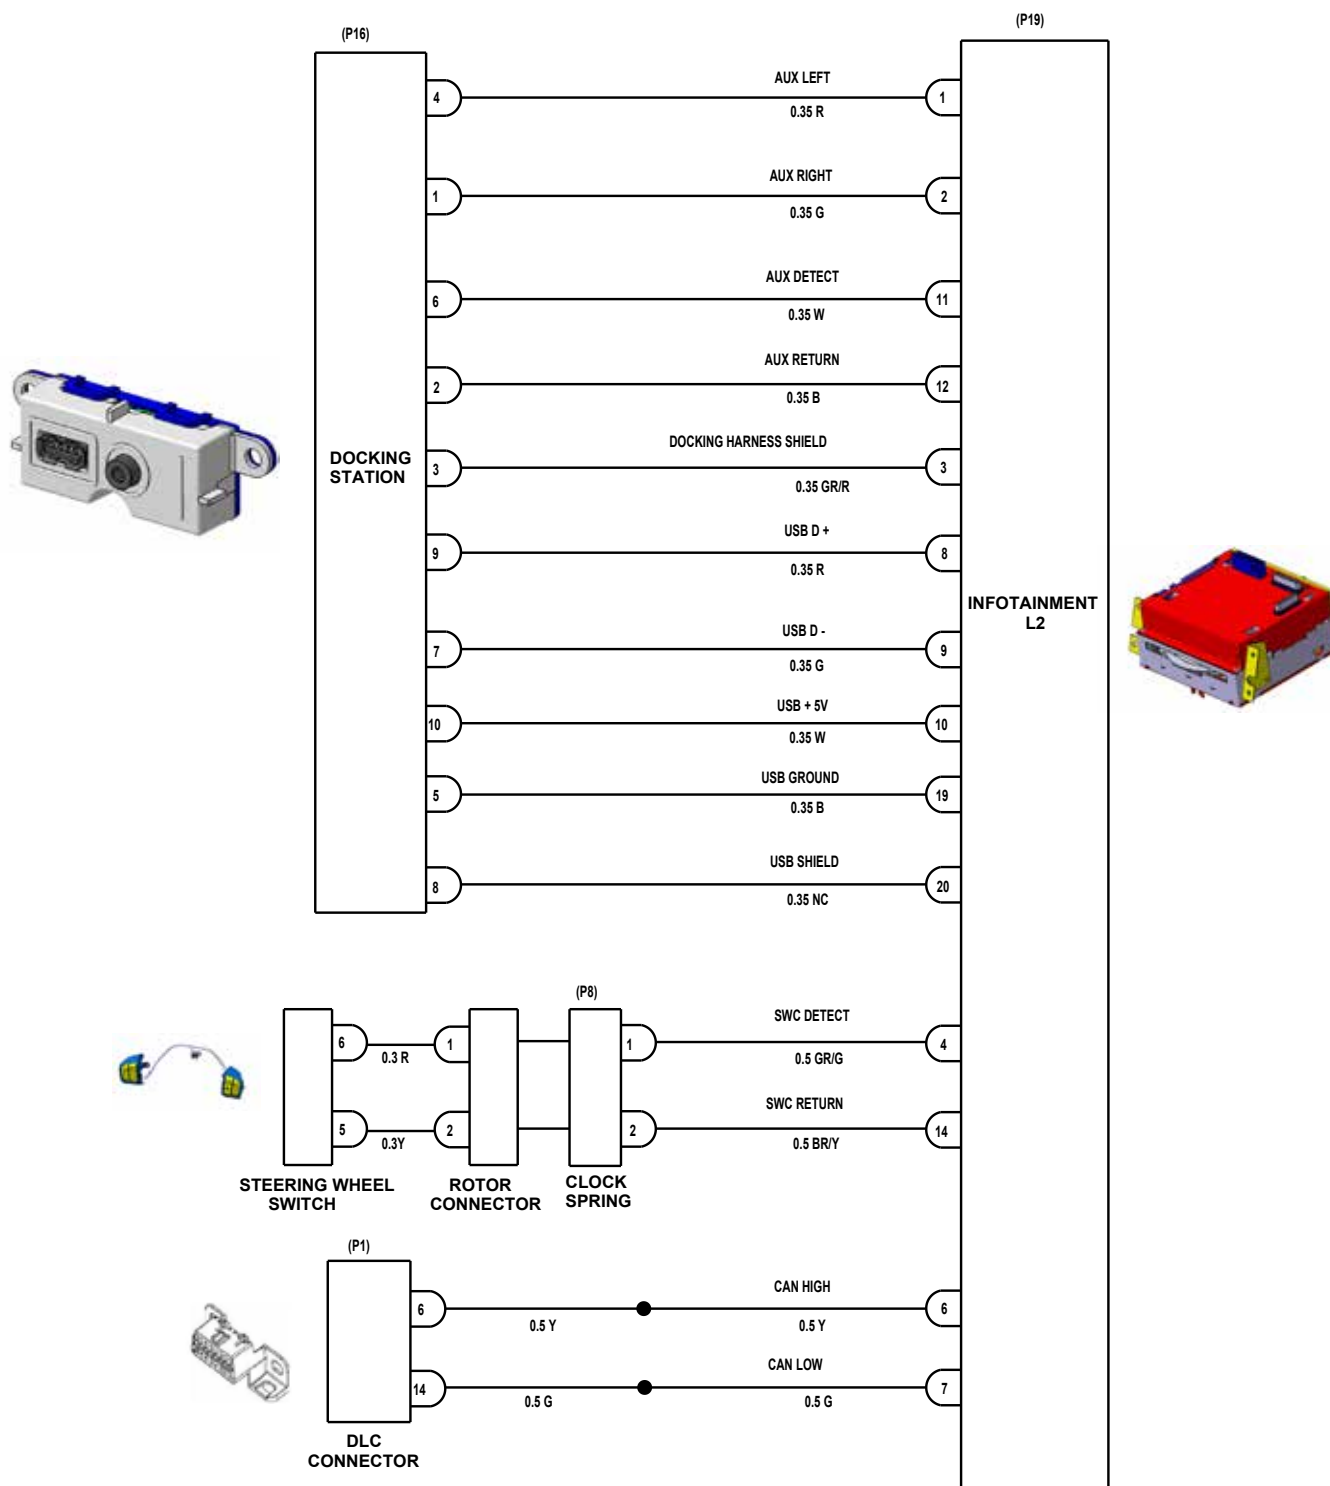 (P16)
(P19)
4
AUX LEFT
0.35 R
1
1
AUX RIGHT
0.35 G
2
6
AUX DETECT
0.35 W
11
2
AUX RETURN
0.35 B
12
DOCKING
STATION
3
DOCKING HARNESS SHIELD
0.35 GR/R
3
9
USB D +
0.35 R
8
INFOTAINMENT
L2
7
USB D -
0.35 G
9
10
USB + 5V
0.35 W
10
5
USB GROUND
0.35 B
19
8
USB SHIELD
0.35 NC
20
(P8)
6
0.3 R
1
1
SWC DETECT
0.5 GR/G
4
5
0.3Y
2
2
SWC RETURN
0.5 BR/Y
14
STEERING WHEEL
SWITCH
ROTOR
CONNECTOR
CLOCK
SPRING
(P1)
6
0.5 Y
CAN HIGH
0.5 Y
6
14
0.5 G
CAN LOW
0.5 G
7
DLC
CONNECTOR